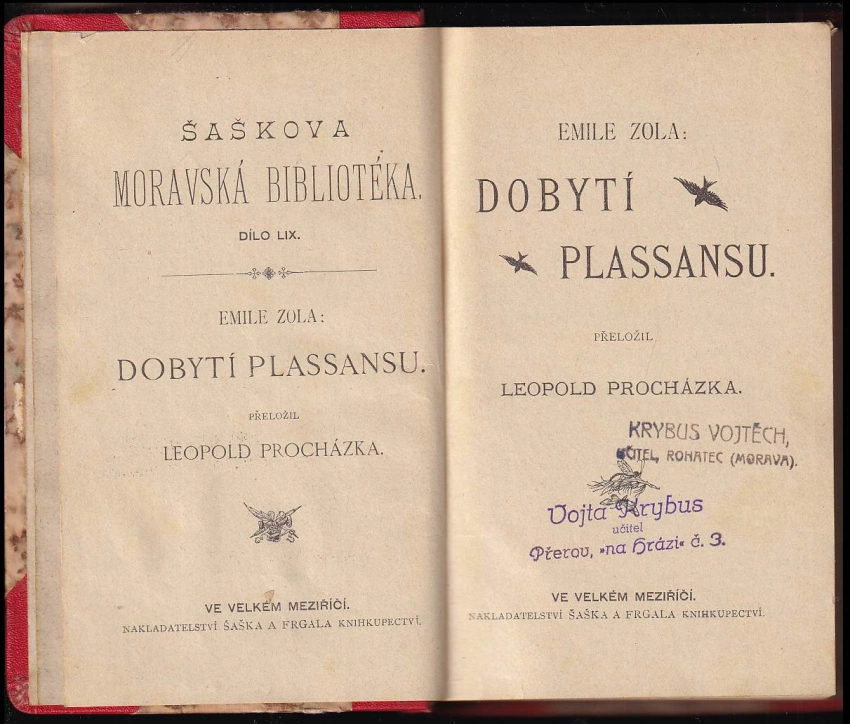 ŠAŠKOVA
MORAVSKÁ BIBLIOTÉKA.
DÍLO LIX.
EMILE ZOLA:
DOBYTÍ PLASSANSU.
PŘELOŽIL
LEOPOLD PROCHÁZKA.
VE VELKÉM MEZIŘÍČÍ.
NAKLADATELSTVÍ ŠAŠKA A FRGALA KNIHKUPECTVÍ.
EMILE ZOLA:
DOBYTÍ
PLASSANSU.
PŘELOŽIL
LEOPOLD PROCHÁZKA.
KRYBUS VOJTĚCH,
UČITEL, ROHATEC (MORAVA).
Vojta Krybus
učitel
Přerov, »na hrázi« č. 3.
VE VELKÉM MEZIŘÍČÍ.
NAKLADATELSTVÍ ŠAŠKA A FRGALA KNIHKUPECTVÍ.